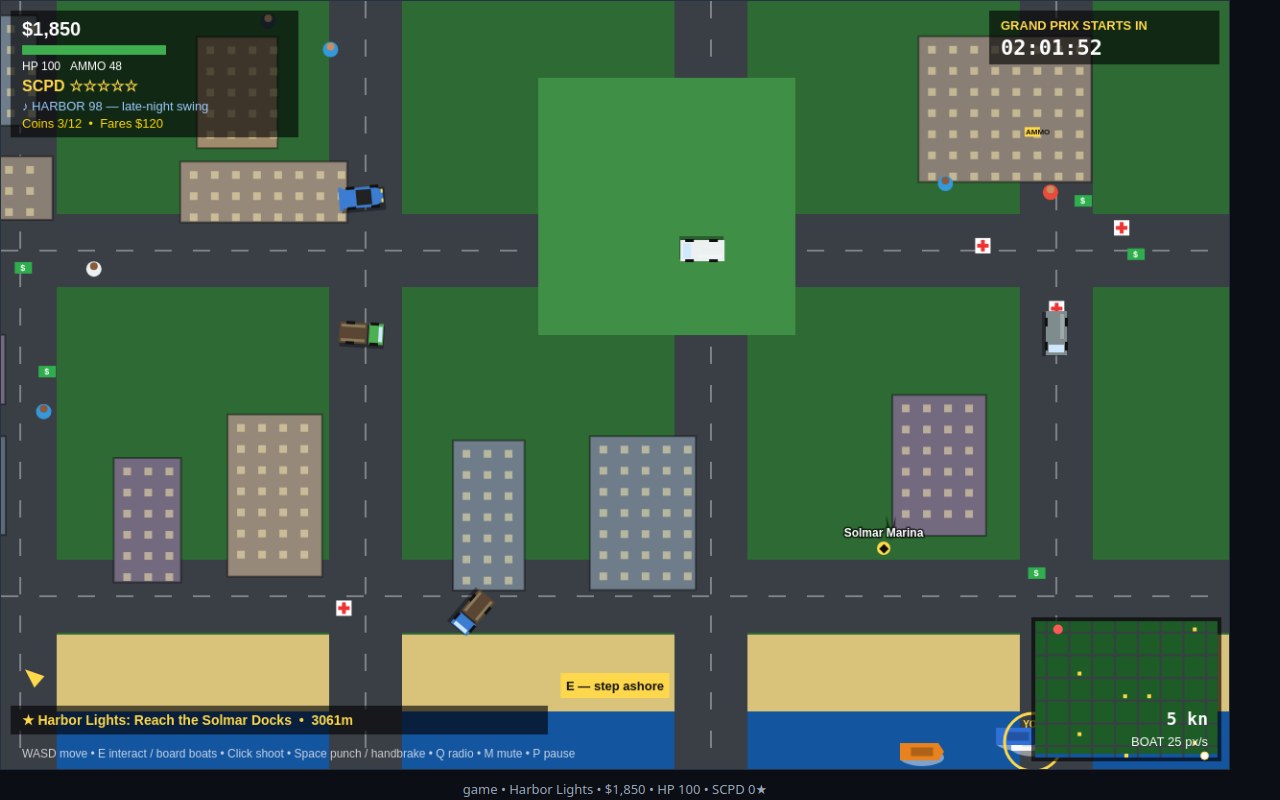 $1,850
HP 100 AMMO 48
SCPD ☆☆☆☆☆
♪ HARBOR 98 — late-night swing
Coins 3/12 • Fares $120
GRAND PRIX STARTS IN
02:01:52
AMMO
$
$
$
$
Solmar Marina
$
E — step ashore
★ Harbor Lights: Reach the Solmar Docks • 3061m
5 kn
BOAT 25 px/s
WASD move • E interact / board boats • Click shoot • Space punch / handbrake • Q radio • M mute • P pause
game • Harbor Lights • $1,850 • HP 100 • SCPD 0★